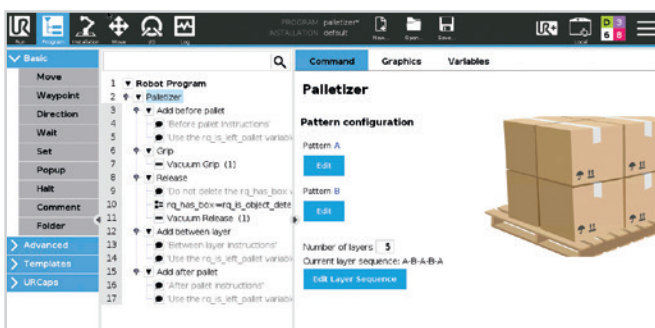 UR
PROGRAM palletizer*
INSTALLATION default
Run
Program
Installation
Move
I/O
Log
New...
Open...
Save...
UR+
Local
Basic
Move
Waypoint
Direction
Wait
Set
Popup
Halt
Comment
Folder
Advanced
Templates
URCaps
1 Robot Program
2 Palletizer
3 Add before pallet
4 'Before pallet instructions'
5 'Use the rq_is_left_pallet variabl
6 Grip
7 Vacuum Grip (1)
8 Release
9 'Do not delete the rq_has_box v
10 rq_has_box=rq_is_object_dete
11 Vacuum Release (1)
12 Add between layer
13 'Between layer instructions'
14 'Use the rq_is_left_pallet variabl
15 Add after pallet
16 'After pallet instructions'
17 'Use the rq_is_left_pallet variabl
Command Graphics Variables
Palletizer
Pattern configuration
Pattern A
Edit
Pattern B
Edit
Number of layers 5
Current layer sequence: A-B-A-B-A
Edit Layer Sequence